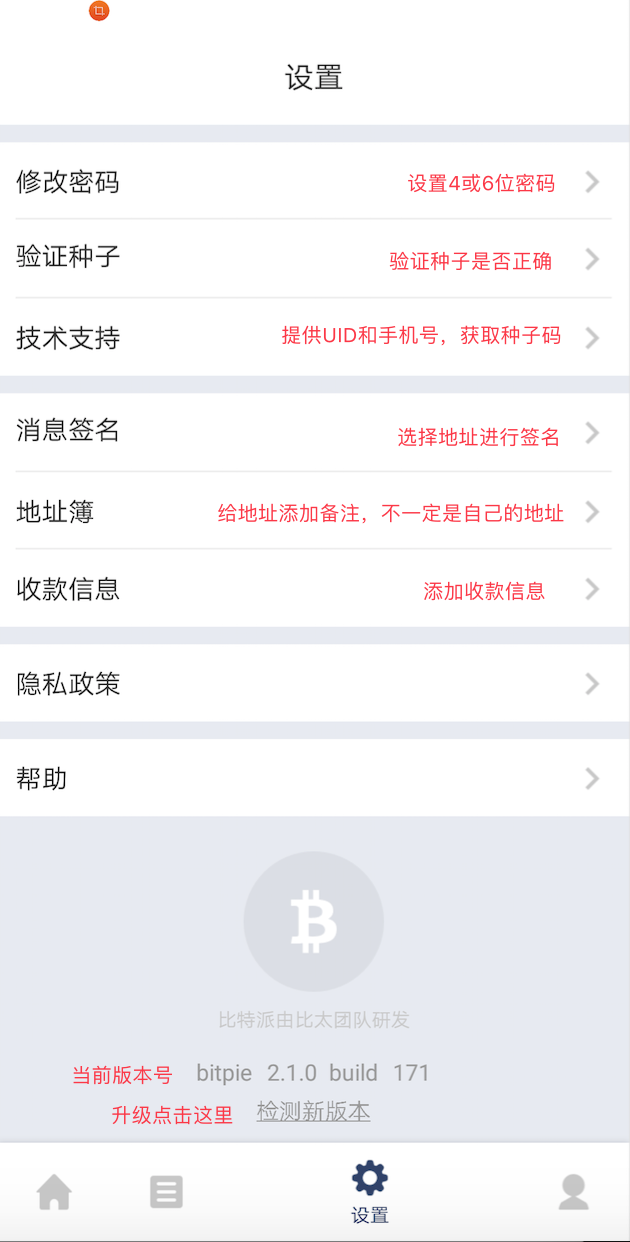 设置
修改密码 设置4或6位密码
验证种子 验证种子是否正确
技术支持 提供UID和手机号，获取种子码
消息签名 选择地址进行签名
地址簿 给地址添加备注，不一定是自己的地址
收款信息 添加收款信息
隐私政策
帮助
比特派由比太团队研发
当前版本号 bitpie 2.1.0 build 171
升级点击这里 检测新版本
设置